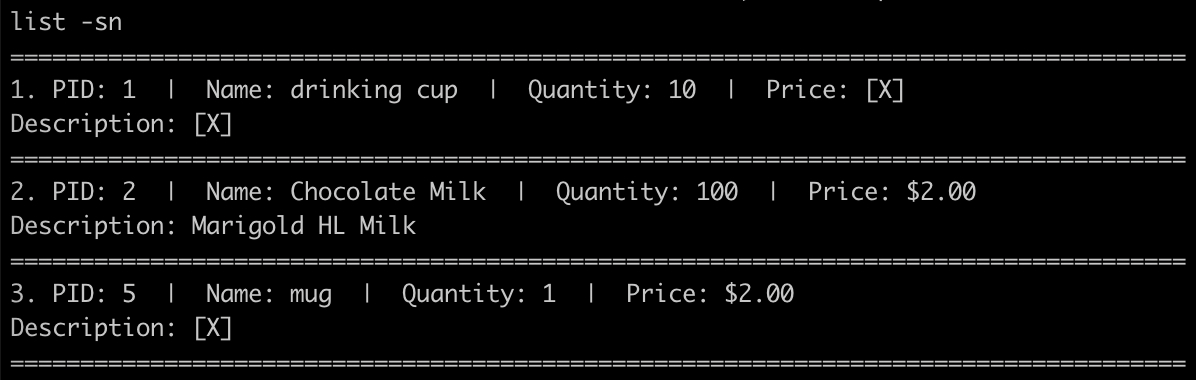 list -sn
====================================================================================
1. PID: 1  |  Name: drinking cup  |  Quantity: 10  |  Price: [X]
Description: [X]
====================================================================================
2. PID: 2  |  Name: Chocolate Milk  |  Quantity: 100  |  Price: $2.00
Description: Marigold HL Milk
====================================================================================
3. PID: 5  |  Name: mug  |  Quantity: 1  |  Price: $2.00
Description: [X]
====================================================================================